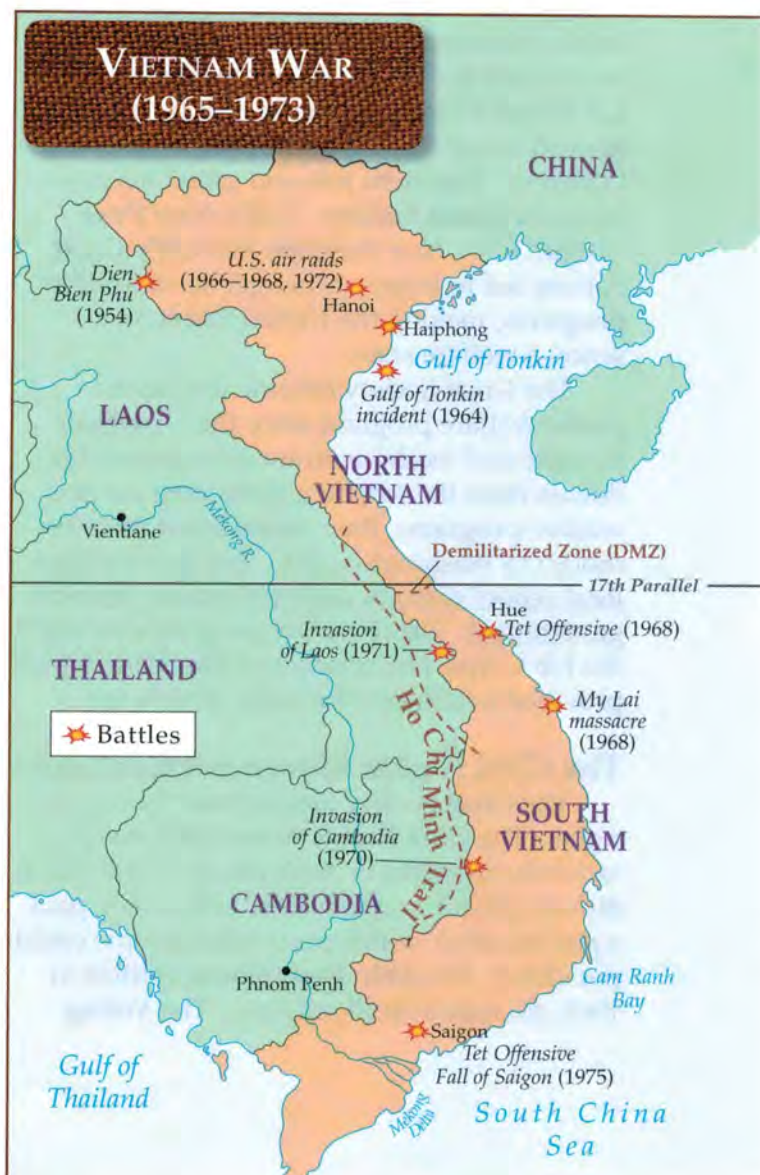 VIETNAM WAR
(1965–1973)
CHINA
Dien
Bien Phu
(1954)
U.S. air raids
(1966–1968, 1972)
Hanoi
Haiphong
Gulf of Tonkin
Gulf of Tonkin
incident (1964)
LAOS
NORTH
VIETNAM
Mekong R.
Vientiane
Demilitarized Zone (DMZ)
17th Parallel
Hue
Tet Offensive (1968)
Invasion
of Laos (1971)
THAILAND
Battles
Ho Chi Minh Trail
My Lai
massacre
(1968)
Invasion
of Cambodia
(1970)
SOUTH
VIETNAM
CAMBODIA
Phnom Penh
Cam Ranh
Bay
Saigon
Tet Offensive
Fall of Saigon (1975)
Gulf of
Thailand
Mekong
Delta
South China
Sea